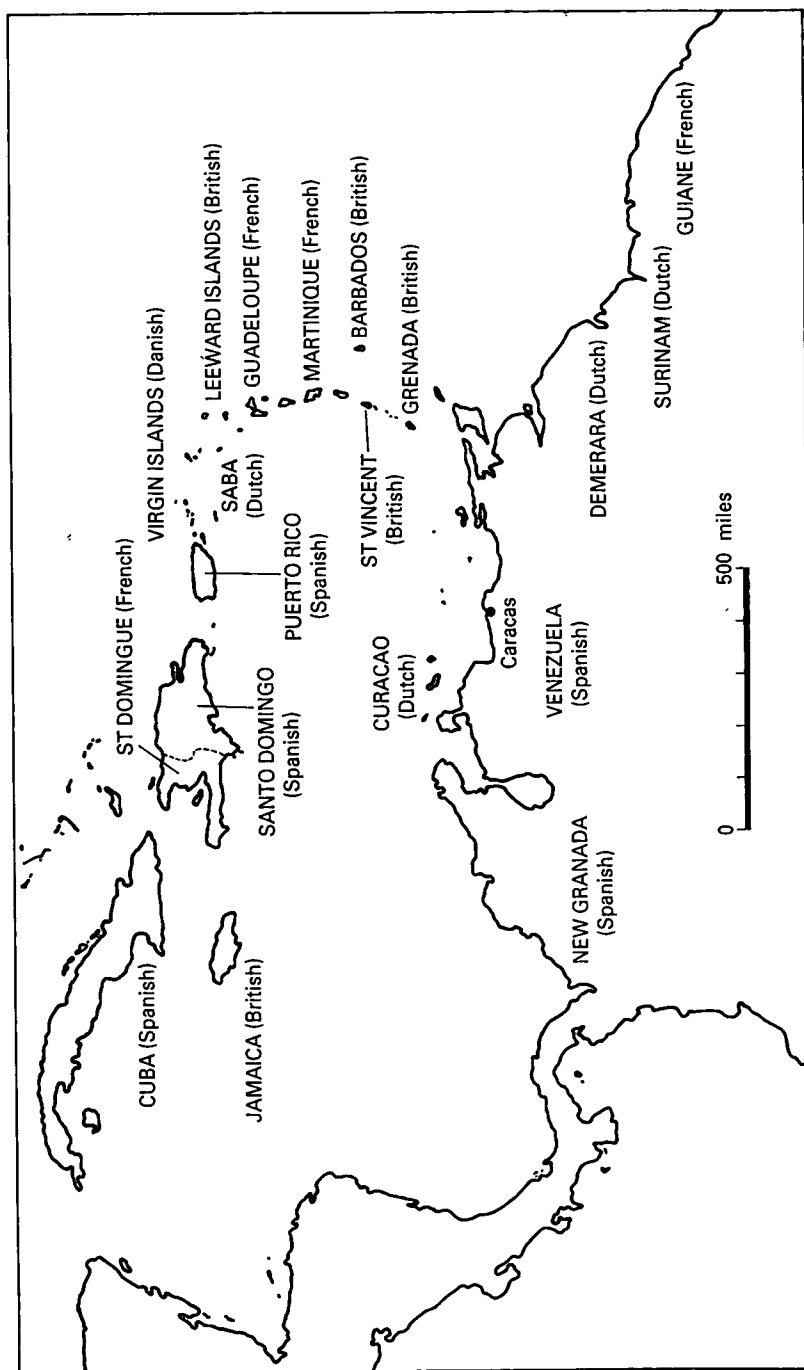 CUBA (Spanish)
JAMAICA (British)
ST DOMINGUE (French)
SANTO DOMINGO
(Spanish)
PUERTO RICO
(Spanish)
VIRGIN ISLANDS (Danish)
SABA
(Dutch)
LEEWARD ISLANDS (British)
GUADELOUPE (French)
MARTINIQUE (French)
BARBADOS (British)
ST VINCENT
(British)
GRENADA (British)
CURACAO
(Dutch)
Caracas
VENEZUELA
(Spanish)
NEW GRANADA
(Spanish)
DEMERARA (Dutch)
SURINAM (Dutch)
GUIANE (French)
0
500 miles